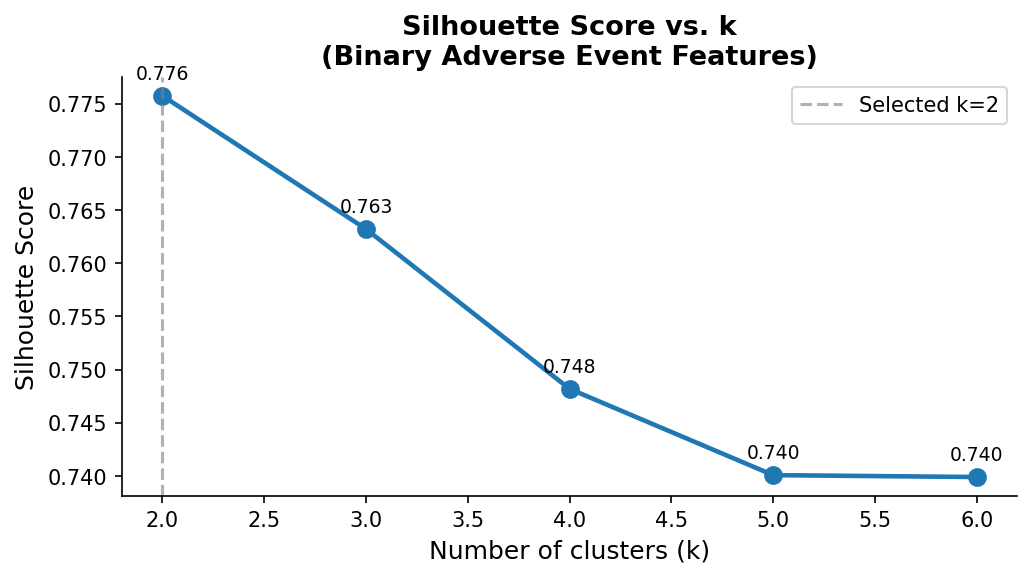 Silhouette Score vs. k
(Binary Adverse Event Features)
0.776
0.763
0.748
0.740
0.740
Selected k=2
Silhouette Score
0.775
0.770
0.765
0.760
0.755
0.750
0.745
0.740
2.0 2.5 3.0 3.5 4.0 4.5 5.0 5.5 6.0
Number of clusters (k)